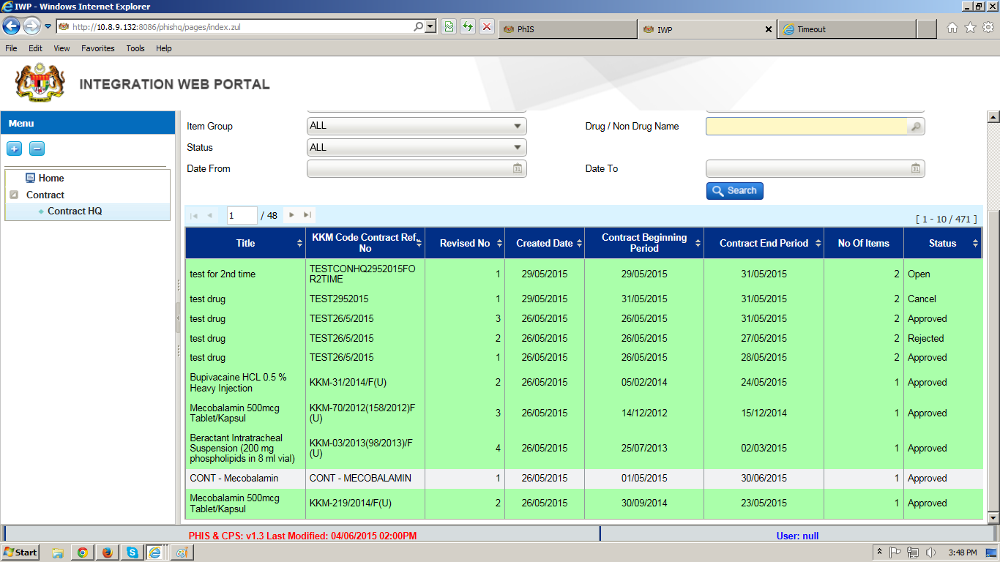 IWP - Windows Internet Explorer
http://10.8.9.132:8086/phishq/pages/index.zul
PhIS
IWP
Timeout
File Edit View Favorites Tools Help
INTEGRATION WEB PORTAL
Menu
Home
Contract
Contract HQ
Item Group ALL Drug / Non Drug Name
Status ALL
Date From Date To
Search
1 / 48 [ 1 - 10 / 471 ]
Title KKM Code Contract Ref. No Revised No Created Date Contract Beginning Period Contract End Period No Of Items Status
test for 2nd time TESTCONHQ2952015FO 1 29/05/2015 29/05/2015 31/05/2015 2 Open
R2TIME
test drug TEST2952015 1 29/05/2015 31/05/2015 31/05/2015 2 Cancel
test drug TEST26/5/2015 3 26/05/2015 26/05/2015 31/05/2015 2 Approved
test drug TEST26/5/2015 2 26/05/2015 26/05/2015 27/05/2015 2 Rejected
test drug TEST26/5/2015 1 26/05/2015 26/05/2015 28/05/2015 2 Approved
Bupivacaine HCL 0.5 %
Heavy Injection KKM-31/2014/F(U) 2 26/05/2015 05/02/2014 24/05/2015 1 Approved
Mecobalamin 500mcg KKM-70/2012(158/2012)F 3 26/05/2015 14/12/2012 15/12/2014 1 Approved
Tablet/Kapsul (U)
Beractant Intratracheal KKM-03/2013(98/2013)/F 4 26/05/2015 25/07/2013 02/03/2015 1 Approved
Suspension (200 mg (U)
phospholipids in 8 ml vial)
CONT - Mecobalamin CONT - MECOBALAMIN 1 26/05/2015 01/05/2015 30/06/2015 1 Approved
Mecobalamin 500mcg KKM-219/2014/F(U) 2 26/05/2015 30/09/2014 23/05/2015 1 Approved
Tablet/Kapsul
PHIS & CPS: v1.3 Last Modified: 04/06/2015 02:00PM User: null
Start 3:48 PM